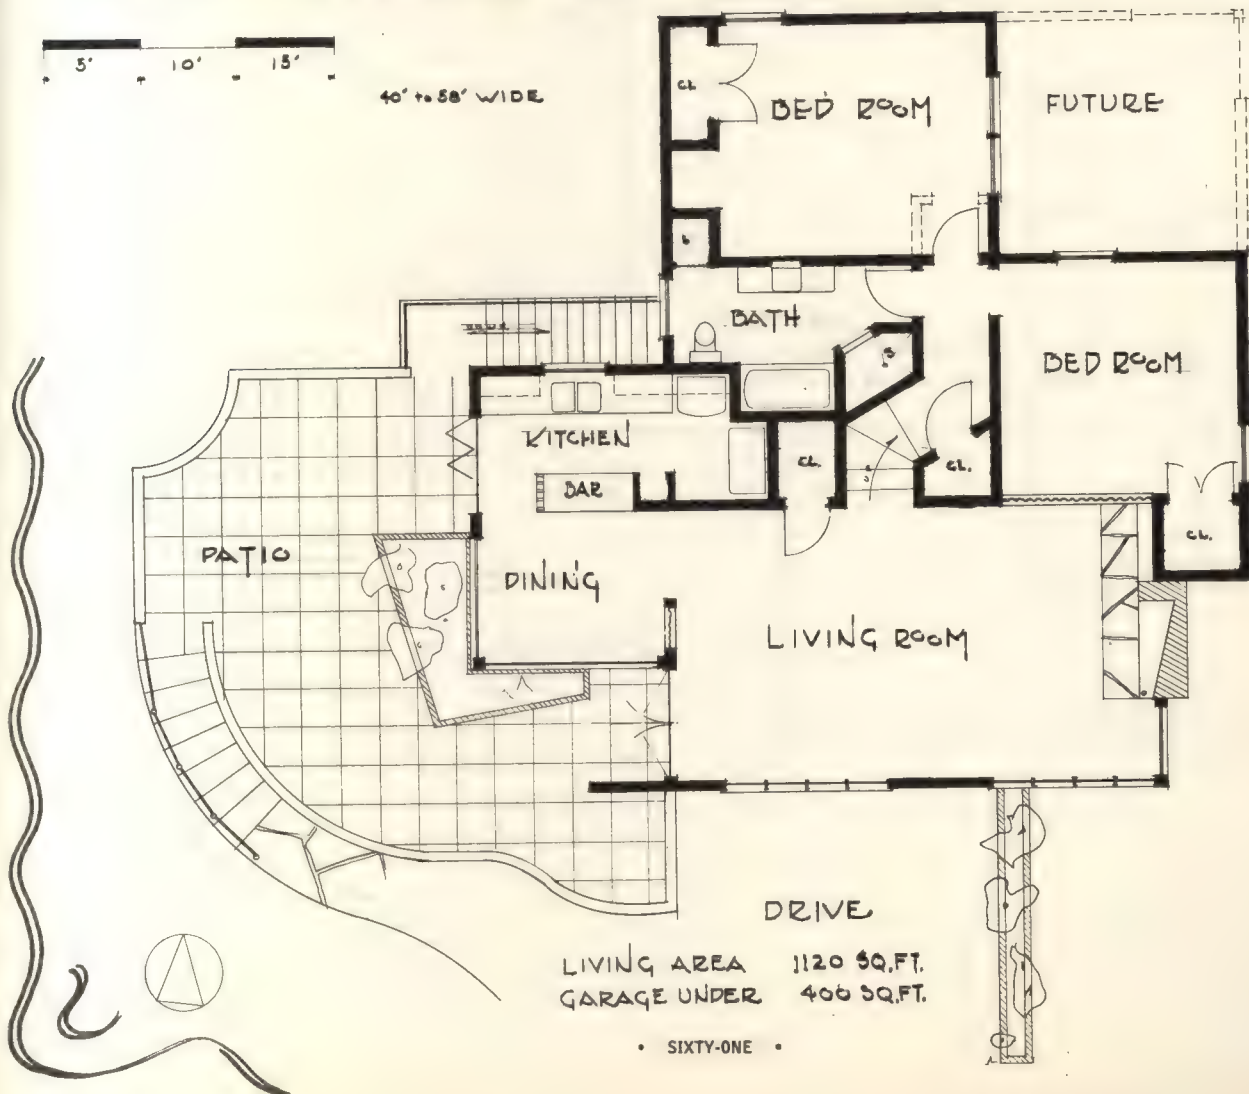 5' 10' 15'
40' to 58' WIDE
CL.
BED ROOM
FUTURE
BATH
BED ROOM
KITCHEN
CL.
CL.
BAR
CL.
PATIO
DINING
LIVING ROOM
DRIVE
LIVING AREA 1120 SQ.FT.
GARAGE UNDER 400 SQ.FT.
• SIXTY-ONE •